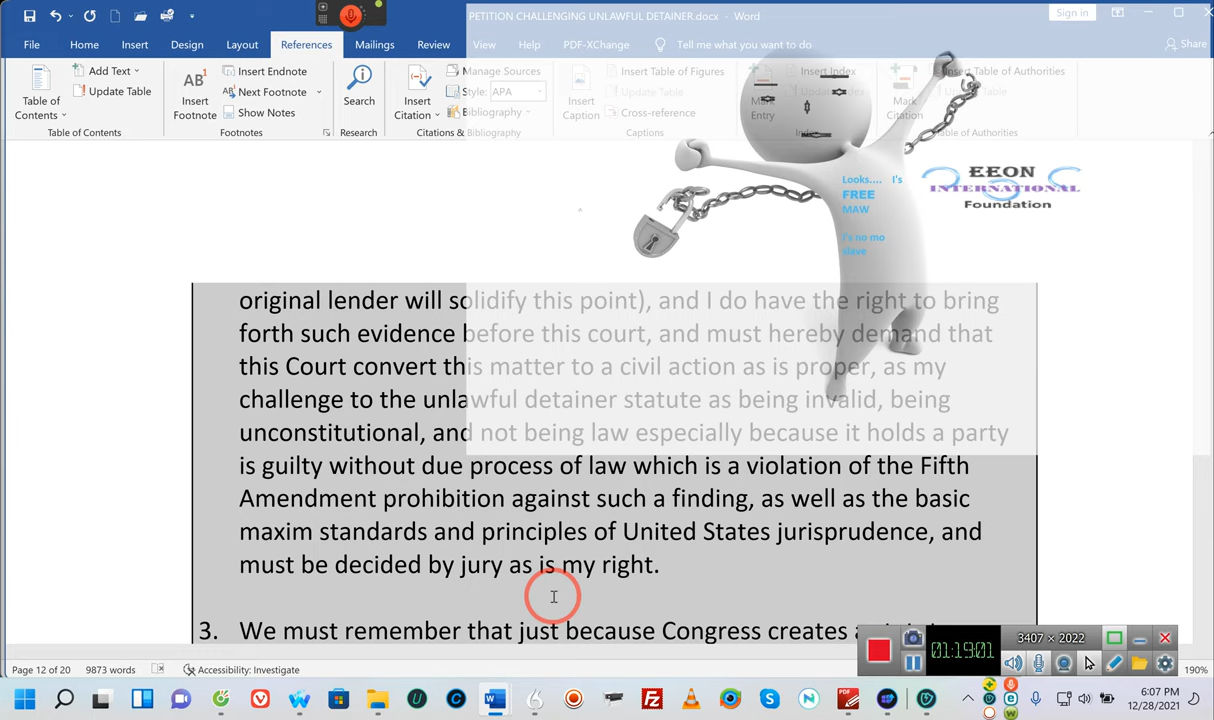 PETITION CHALLENGING UNLAWFUL DETAINER.docx - Word
Sign in
File Home Insert Design Layout References Mailings Review View Help PDF-XChange Tell me what you want to do Share
Table of Contents
Add Text
Update Table
Table of Contents
AB1
Insert Footnote
Insert Endnote
Next Footnote
Show Notes
Footnotes
Search
Research
Insert Citation
Manage Sources
Style: APA
Bibliography
Citations & Bibliography
Insert Caption
Insert Table of Figures
Update Table
Cross-reference
Captions
Mark Entry
Insert Index
Update Index
Mark Citation
Insert Table of Authorities
Table of Authorities
Looks.... I's
FREE
MAW
I's no mo
slave
EEON
INTERNATIONAL
Foundation
original lender will solidify this point), and I do have the right to bring
forth such evidence before this court, and must hereby demand that
this Court convert this matter to a civil action as is proper, as my
challenge to the unlawful detainer statute as being invalid, being
unconstitutional, and not being law especially because it holds a party
is guilty without due process of law which is a violation of the Fifth
Amendment prohibition against such a finding, as well as the basic
maxim standards and principles of United States jurisprudence, and
must be decided by jury as is my right.
3. We must remember that just because Congress creates a
3407 × 2022
01:19:01
Page 12 of 20 9873 words Accessibility: Investigate 190%
6:07 PM
12/28/2021